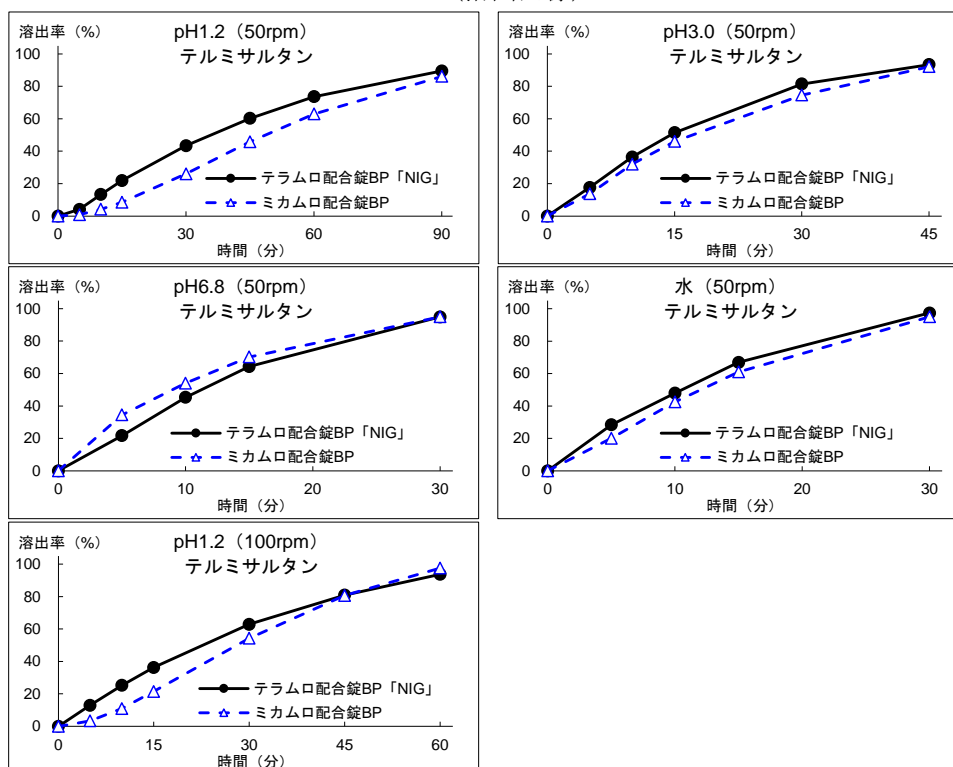 溶出率（%）
pH1.2（50rpm）
テルミサルタン
100
80
60
40
20
0
テラムロ配合錠BP「NIG」
ミカムロ配合錠BP
0 30 60 90
時間（分）
溶出率（%）
pH3.0（50rpm）
テルミサルタン
100
80
60
40
20
0
テラムロ配合錠BP「NIG」
ミカムロ配合錠BP
0 15 30 45
時間（分）
溶出率（%）
pH6.8（50rpm）
テルミサルタン
100
80
60
40
20
0
テラムロ配合錠BP「NIG」
ミカムロ配合錠BP
0 10 20 30
時間（分）
溶出率（%）
水（50rpm）
テルミサルタン
100
80
60
40
20
0
テラムロ配合錠BP「NIG」
ミカムロ配合錠BP
0 10 20 30
時間（分）
溶出率（%）
pH1.2（100rpm）
テルミサルタン
100
80
60
40
20
0
テラムロ配合錠BP「NIG」
ミカムロ配合錠BP
0 15 30 45 60
時間（分）